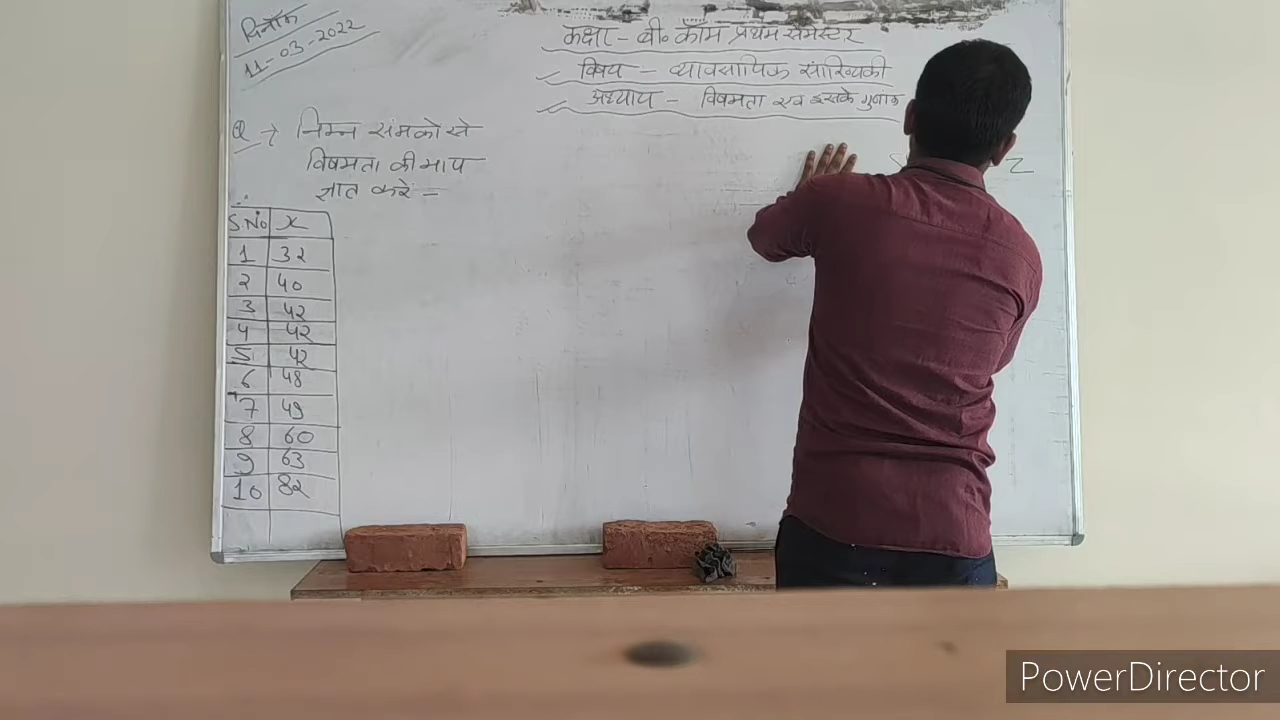 दिनाँक
11-03-2022
कक्षा - बी० कॉम प्रथम सेमेस्टर
विषय - व्यावसायिक सांख्यिकी
अध्याय - विषमता एवं इसके गुणांक
Q → निम्न समंको से
विषमता की माप
ज्ञात करे -
S.No x
1 32
2 40
3 42
4 42
5 42
6 48
7 49
8 60
9 63
10 82
PowerDirector